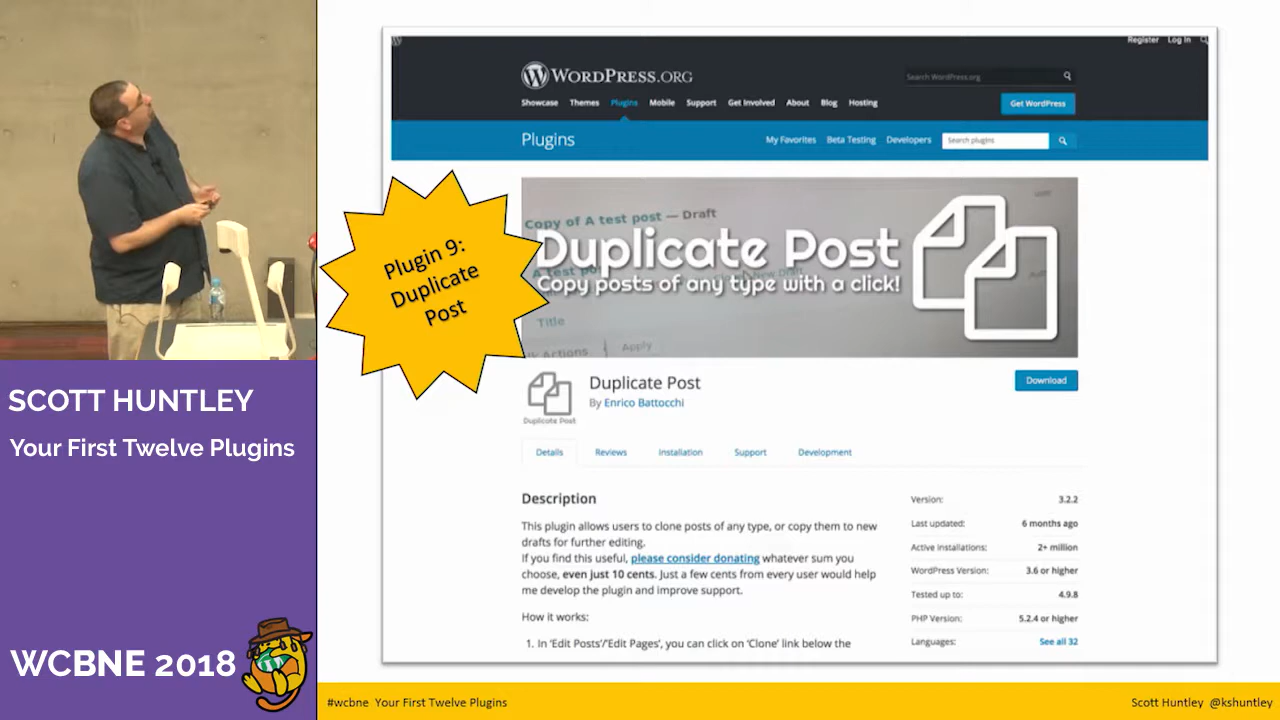 SCOTT HUNTLEY
Your First Twelve Plugins
WCBNE 2018
Register Log In
WORDPRESS.ORG
Search WordPress.org
Showcase Themes Plugins Mobile Support Get Involved About Blog Hosting
Get WordPress
Plugins
My Favorites Beta Testing Developers
Search plugins
Plugin 9:
Duplicate
Post
Copy of A test post — Draft
Duplicate Post
Copy posts of any type with a click!
Title
Actions
Apply
Duplicate Post
Duplicate Post
By Enrico Battocchi
Download
Details Reviews Installation Support Development
Description
This plugin allows users to clone posts of any type, or copy them to new
drafts for further editing.
If you find this useful, please consider donating whatever sum you
choose, even just 10 cents. Just a few cents from every user would help
me develop the plugin and improve support.
How it works:
1. In 'Edit Posts'/'Edit Pages', you can click on 'Clone' link below the
Version: 3.2.2
Last updated: 6 months ago
Active installations: 2+ million
WordPress Version: 3.6 or higher
Tested up to: 4.9.8
PHP Version: 5.2.4 or higher
Languages: See all 32
#wcbne Your First Twelve Plugins
Scott Huntley @kshuntley